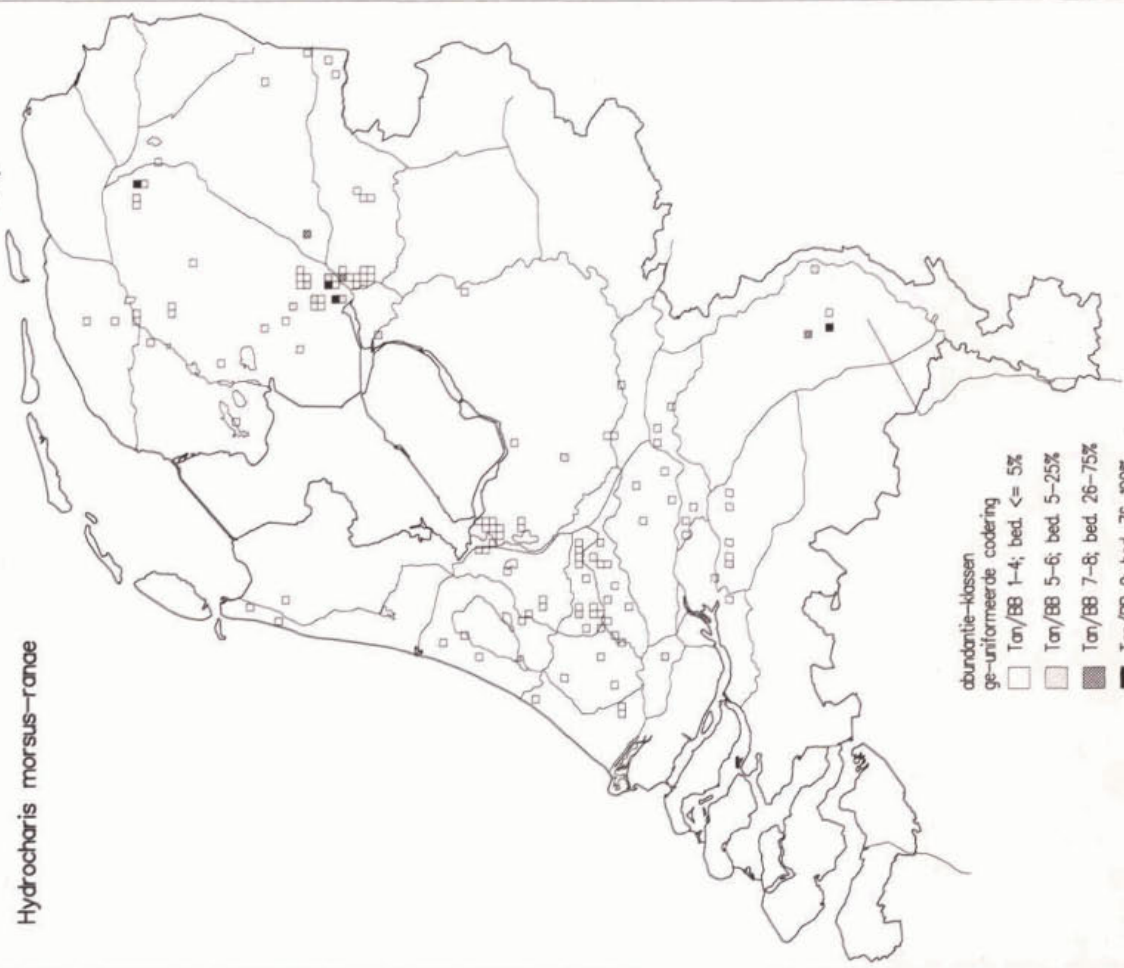 Hydrocharis morsus-ranae
abundantie-klassen
ge-uniformeerde codering
Tan/BB 1-4; bed. <= 5%
Tan/BB 5-6; bed. 5-25%
Tan/BB 7-8; bed. 26-75%